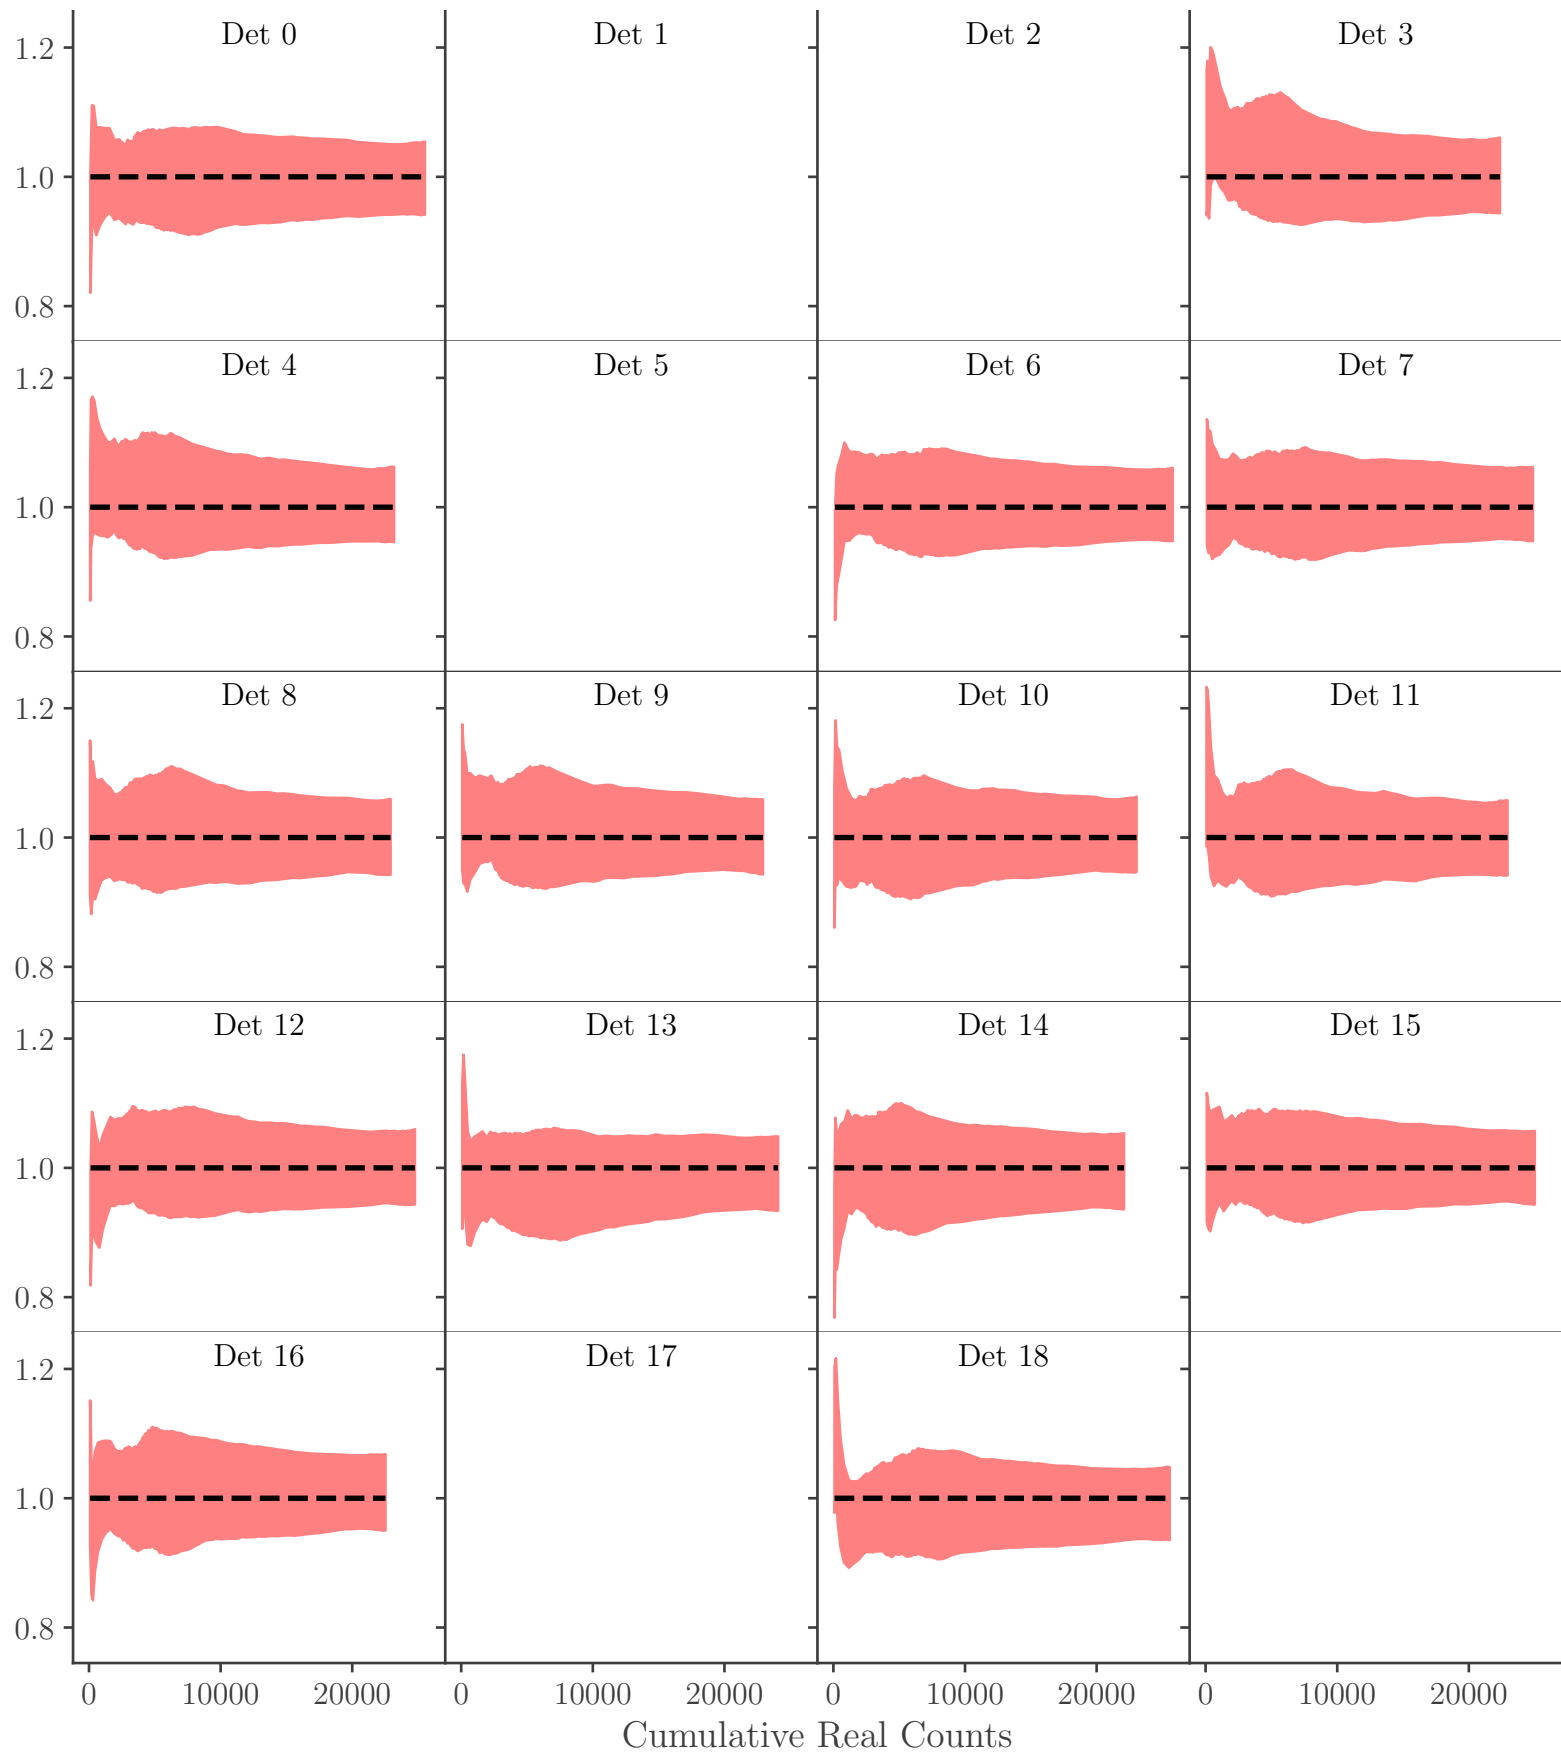 Det 0 Det 1 Det 2 Det 3
1.2
1.0
0.8
Det 4 Det 5 Det 6 Det 7
1.2
1.0
0.8
Det 8 Det 9 Det 10 Det 11
1.2
1.0
0.8
Det 12 Det 13 Det 14 Det 15
1.2
1.0
0.8
Det 16 Det 17 Det 18
1.2
1.0
0.8
0 10000 20000 0 10000 20000 0 10000 20000 0 10000 20000
Cumulative Real Counts